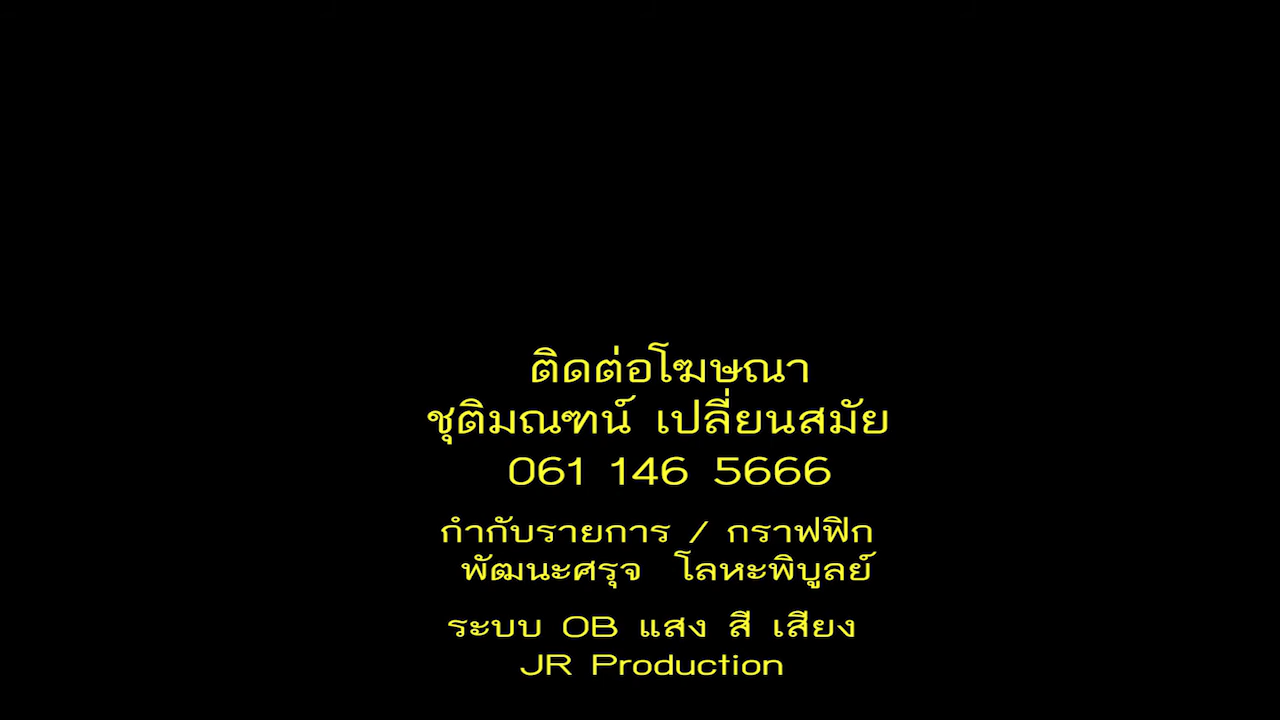 ติดต่อโฆษณา
ชุติมณฑน์ เปลี่ยนสมัย
061 146 5666
กำกับรายการ / กราฟฟิก
พัฒนะศรุจ โลหะพิบูลย์
ระบบ OB แสง สี เสียง
JR Production